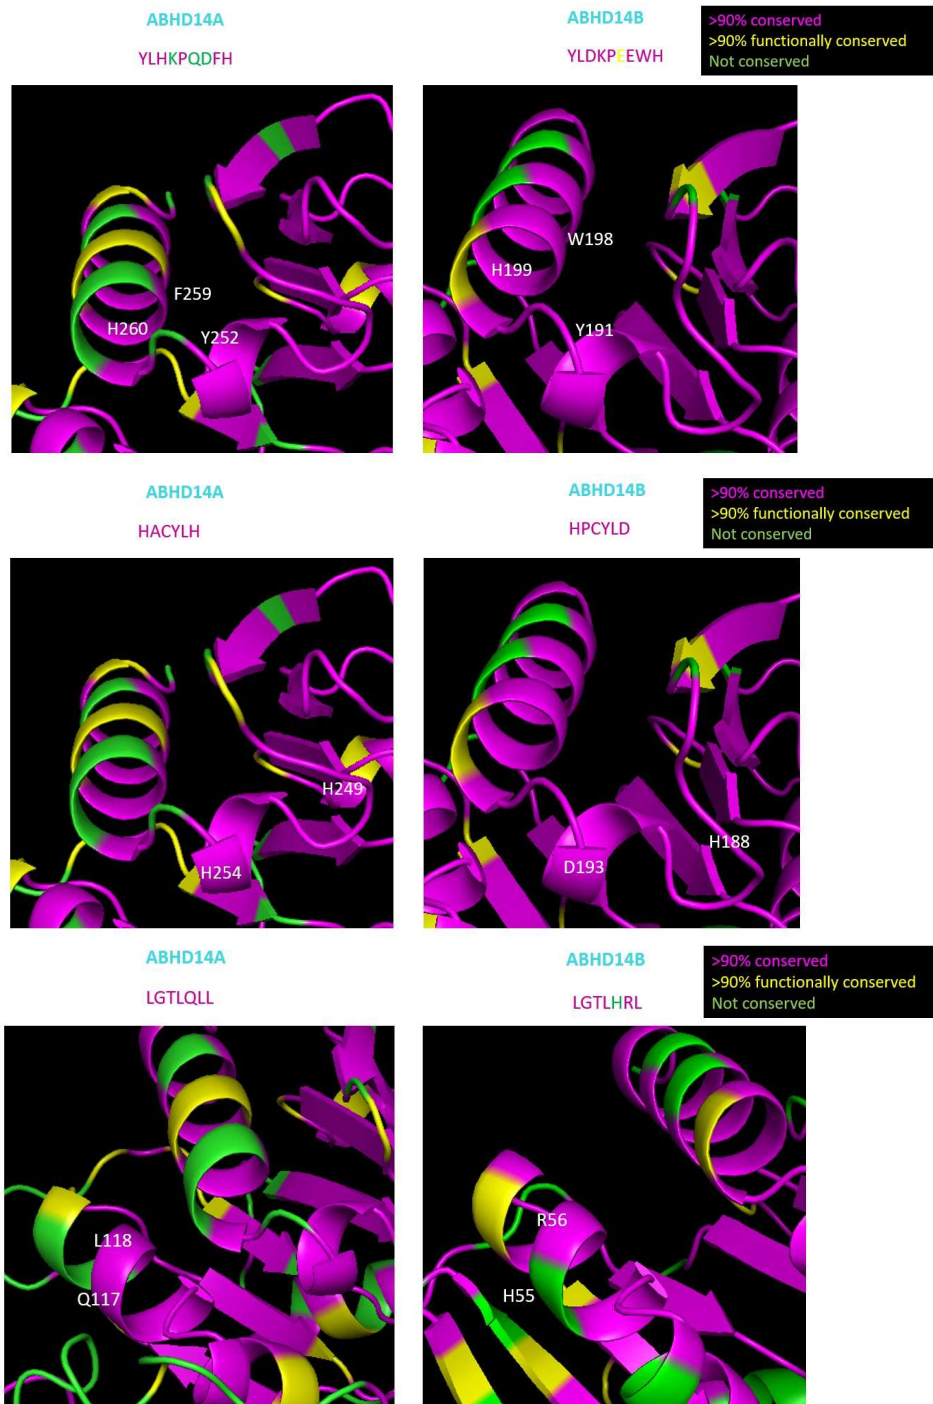 ABHD14A
ABHD14B
>90% conserved
>90% functionally conserved
Not conserved
YLHKPQDFH
YLDKPEEWH
F259
H260
Y252
W198
H199
Y191
ABHD14A
ABHD14B
>90% conserved
>90% functionally conserved
Not conserved
HACYLH
HPCYLD
H249
H254
H188
D193
ABHD14A
ABHD14B
>90% conserved
>90% functionally conserved
Not conserved
LGTLQLL
LGTLHRL
L118
Q117
R56
H55